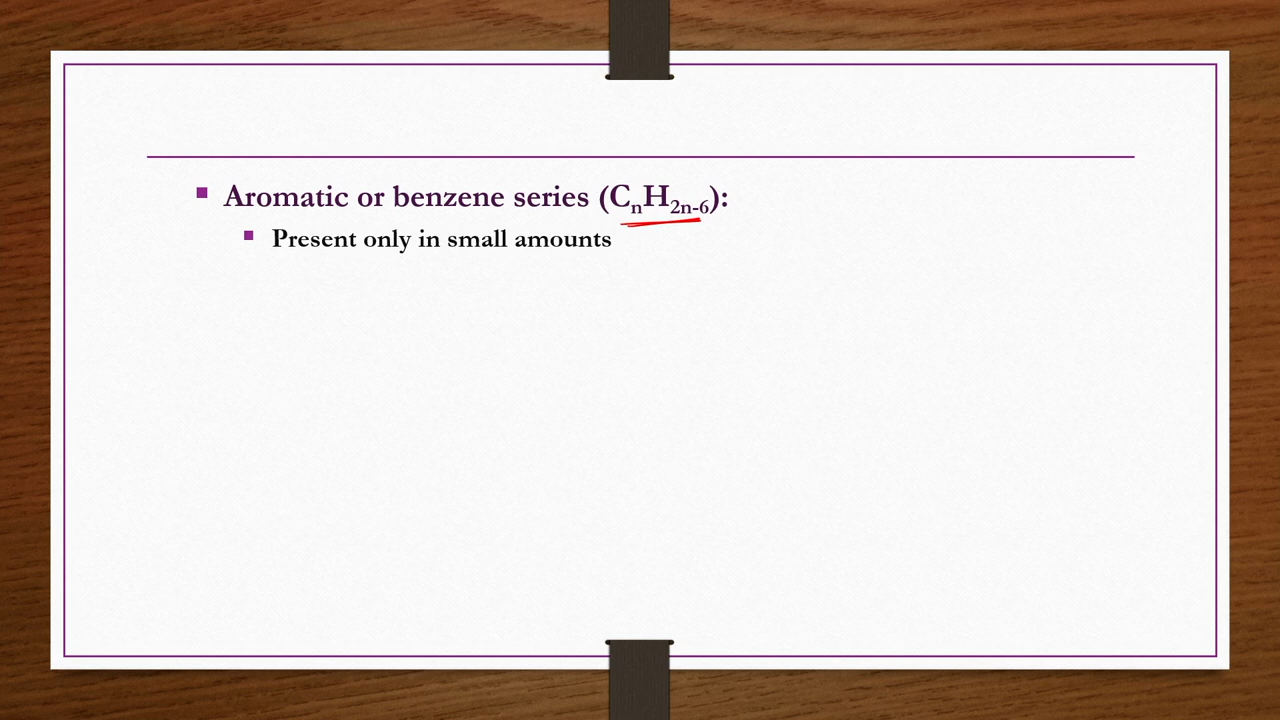 Aromatic or benzene series (CₙH₂ₙ₋₆):
Present only in small amounts